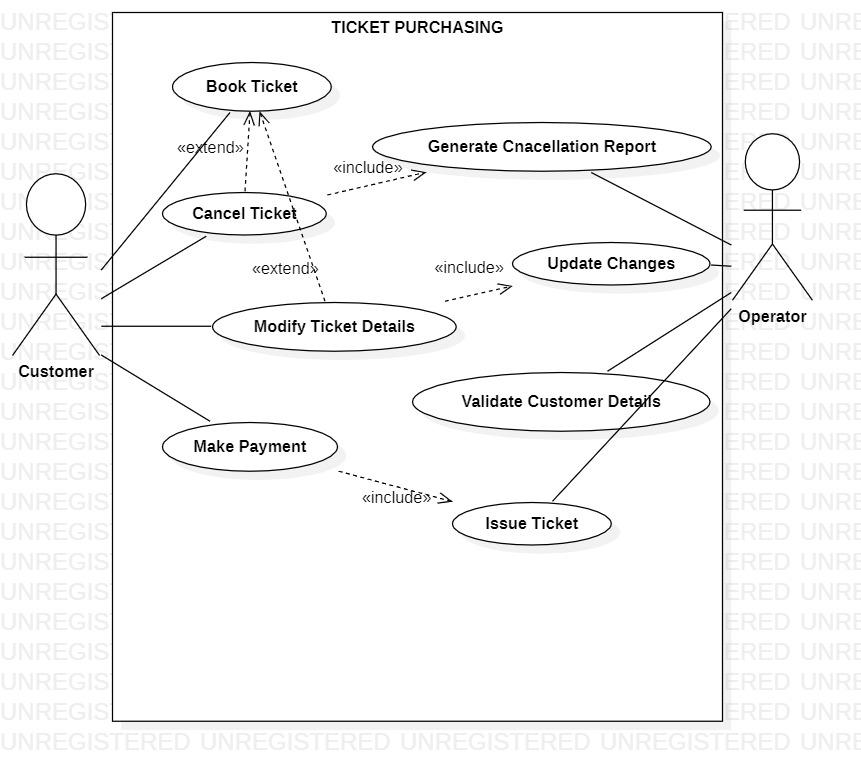 TICKET PURCHASING
Book Ticket
«extend»
Generate Cnacellation Report
«include»
Cancel Ticket
«extend»
«include»
Update Changes
Modify Ticket Details
Operator
Customer
Validate Customer Details
Make Payment
«include»
Issue Ticket
UNREGISTERED UNREGISTERED UNREGISTERED UNREGISTERED UNRE